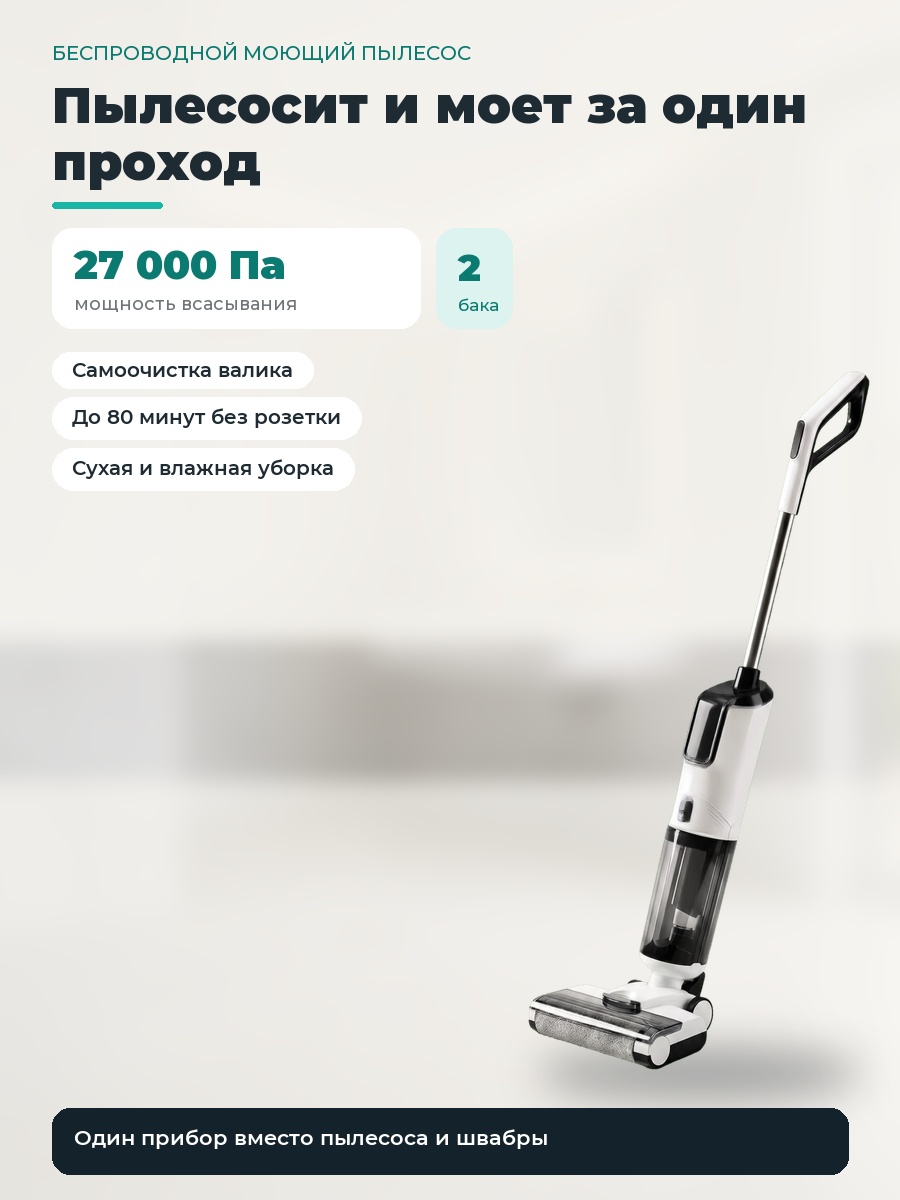 БЕСПРОВОДНОЙ МОЮЩИЙ ПЫЛЕСОС
Пылесосит и моет за один
проход
27 000 Па
мощность всасывания
2
бака
Самоочистка валика
До 80 минут без розетки
Сухая и влажная уборка
Один прибор вместо пылесоса и швабры